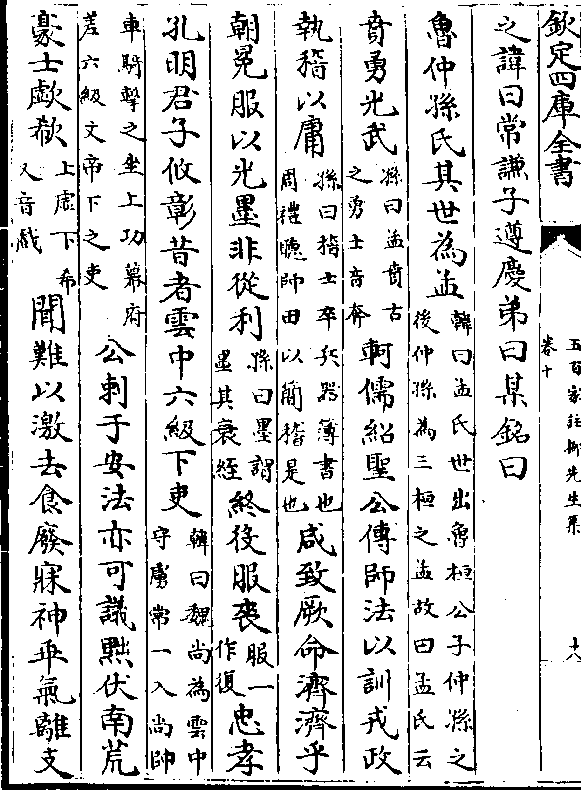 欽定四庫全書
五百家註柳先生集
卷十
十八
之諱曰常謙子遵慶弟曰某銘曰
魯仲孫氏其世為孟
韓曰孟氏世出魯桓公子仲孫之
後仲孫為三桓之孟故曰孟氏云
賁勇光武
孫曰孟賁古
之勇士音奔
軻儒紹聖公傳師法以訓戎政
執稽以庸
孫曰稽士卒兵器簿書也
周禮聽師田以簡稽是也
咸致厥命濟濟乎
朝冕服以光墨非從利
孫曰墨謂
墨其衰絰
終役服喪
服一
作復
忠孝
孔明君子攸彰昔者雲中六級下吏
韓曰魏尚為雲中
守虜常一入尚帥
車騎擊之坐上功幕府
差六級文帝下之吏
公刺于安法亦可議黜伏南荒
豪士歔欷
上虛下希
又音戲
聞難以激去食廢寐神乖氣離支